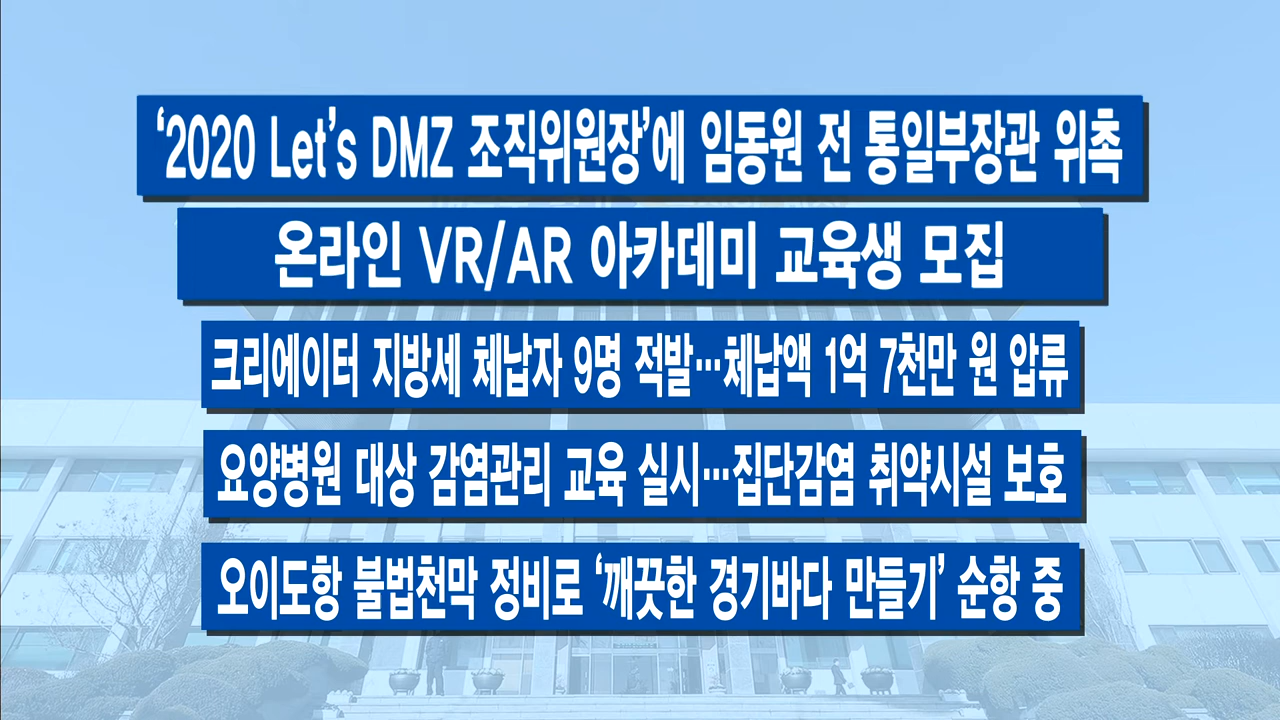 ‘2020 Let’s DMZ 조직위원장’에 임동원 전 통일부장관 위촉
온라인 VR/AR 아카데미 교육생 모집
크리에이터 지방세 체납자 9명 적발…체납액 1억 7천만 원 압류
요양병원 대상 감염관리 교육 실시…집단감염 취약시설 보호
오이도항 불법천막 정비로 ‘깨끗한 경기바다 만들기’ 순항 중